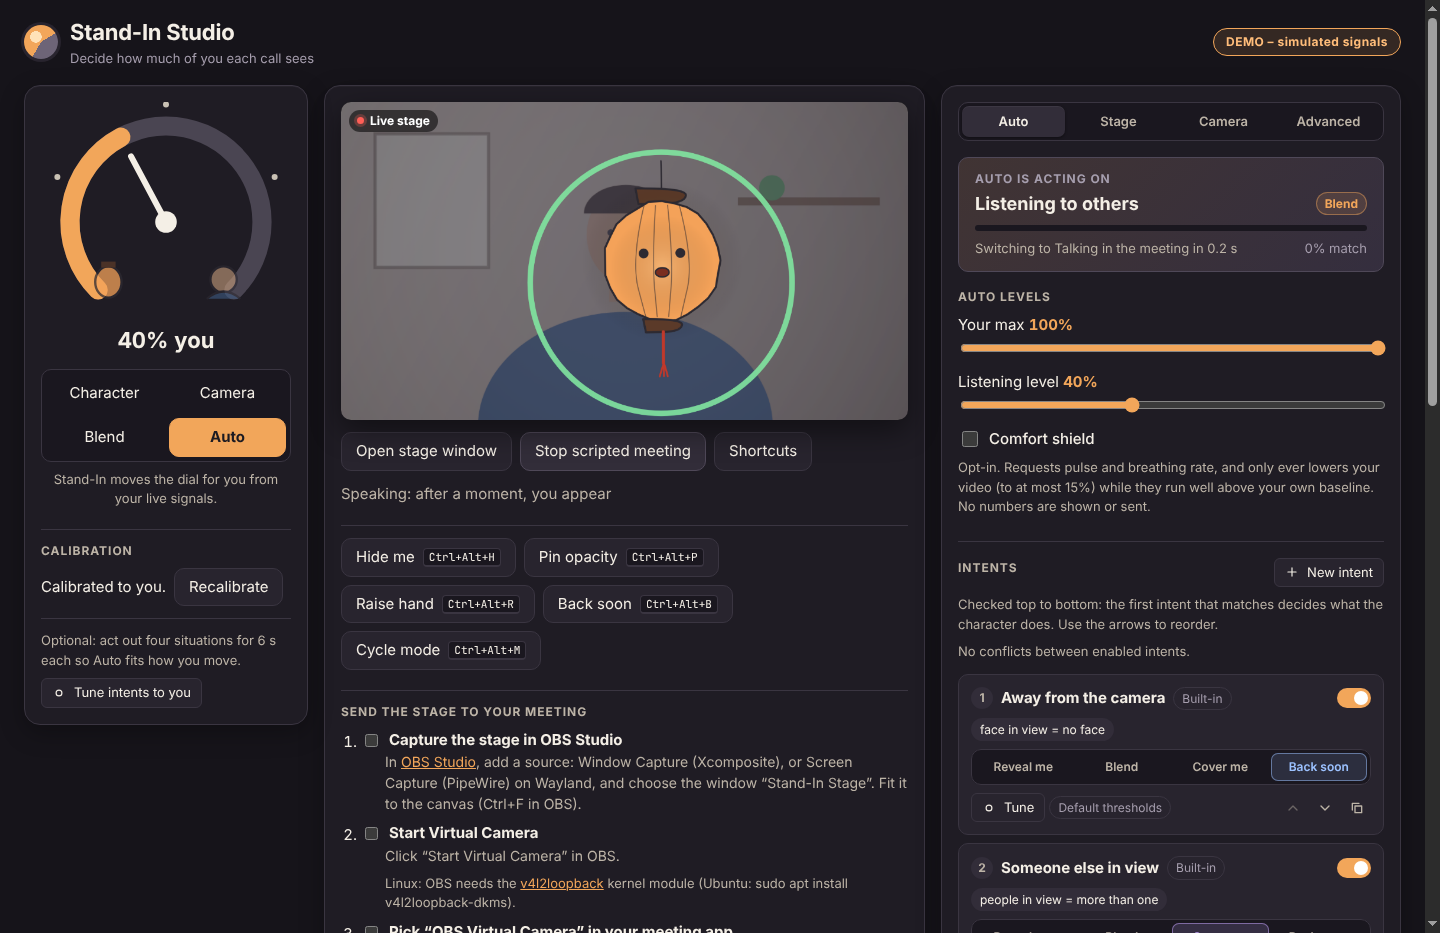 Stand-In Studio
Decide how much of you each call sees
DEMO – simulated signals
40% you
Character
Camera
Blend
Auto
Stand-In moves the dial for you from
your live signals.
CALIBRATION
Calibrated to you.
Recalibrate
Optional: act out four situations for 6 s
each so Auto fits how you move.
Tune intents to you
Live stage
Open stage window
Stop scripted meeting
Shortcuts
Speaking: after a moment, you appear
Hide me Ctrl+Alt+H
Pin opacity Ctrl+Alt+P
Raise hand Ctrl+Alt+R
Back soon Ctrl+Alt+B
Cycle mode Ctrl+Alt+M
SEND THE STAGE TO YOUR MEETING
1. Capture the stage in OBS Studio
In OBS Studio, add a source: Window Capture (Xcomposite), or Screen
Capture (PipeWire) on Wayland, and choose the window “Stand-In Stage”. Fit it
to the canvas (Ctrl+F in OBS).
2. Start Virtual Camera
Click “Start Virtual Camera” in OBS.
Linux: OBS needs the v4l2loopback kernel module (Ubuntu: sudo apt install
v4l2loopback-dkms).
3. Pick “OBS Virtual Camera” in your meeting app
Auto
Stage
Camera
Advanced
AUTO IS ACTING ON
Listening to others
Blend
Switching to Talking in the meeting in 0.2 s
0% match
AUTO LEVELS
Your max 100%
Listening level 40%
Comfort shield
Opt-in. Requests pulse and breathing rate, and only ever lowers your
video (to at most 15%) while they run well above your own baseline.
No numbers are shown or sent.
INTENTS
New intent
Checked top to bottom: the first intent that matches decides what the
character does. Use the arrows to reorder.
No conflicts between enabled intents.
1 Away from the camera Built-in
face in view = no face
Reveal me
Blend
Cover me
Back soon
Tune
Default thresholds
2 Someone else in view Built-in
people in view = more than one